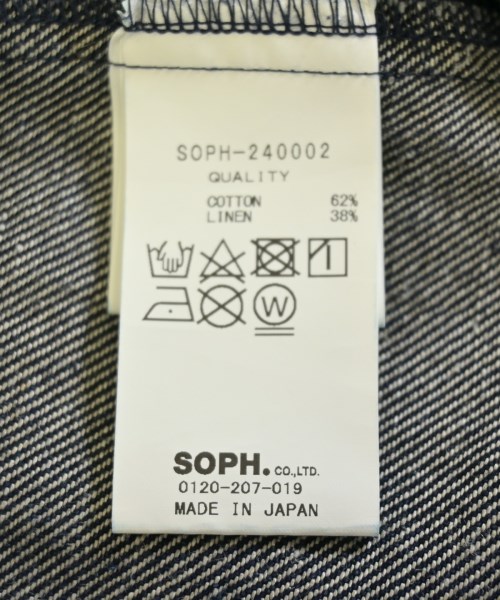 SOPH-240002
QUALITY
COTTON 62%
LINEN 38%
W
SOPH. CO.,LTD.
0120-207-019
MADE IN JAPAN